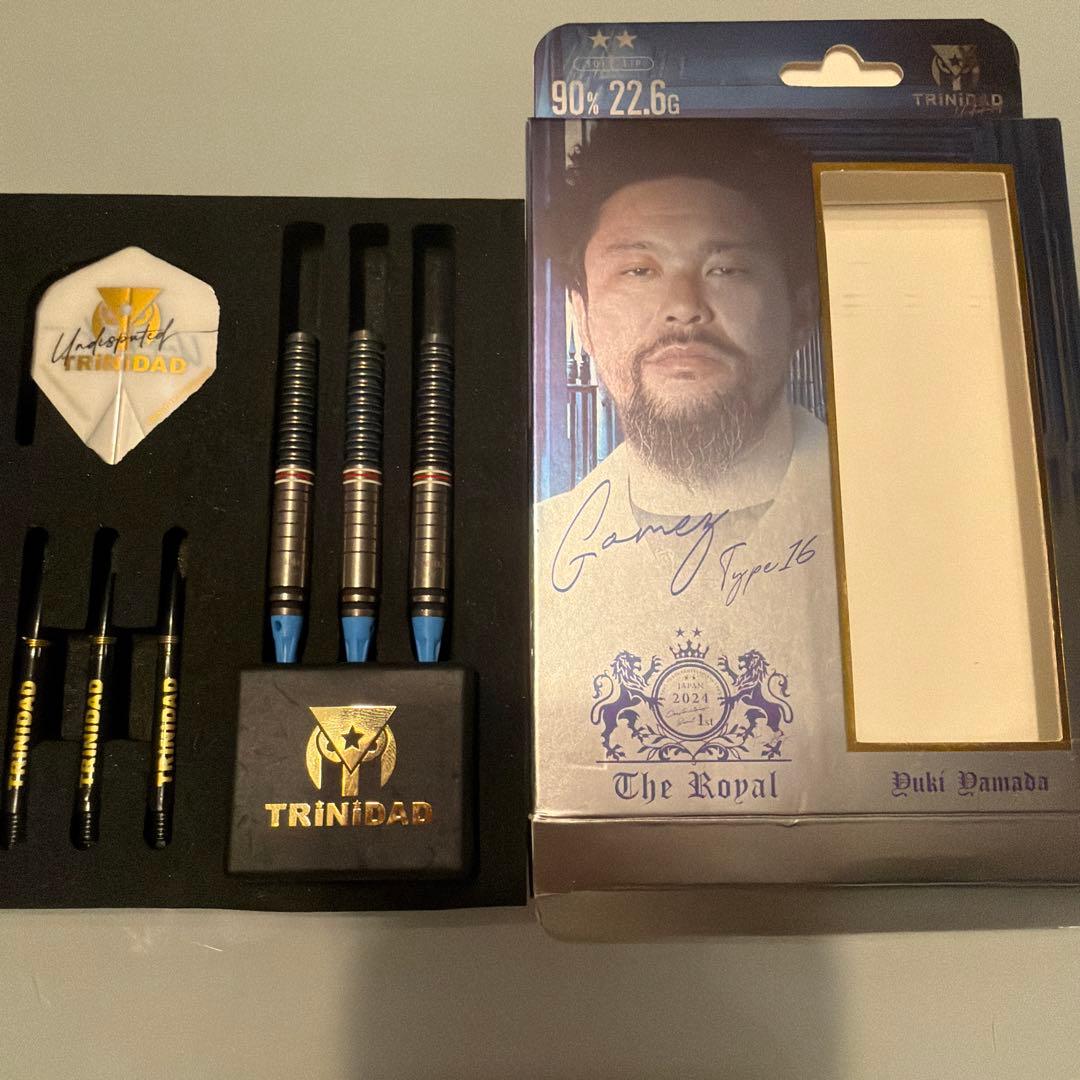 SOFT TIP
90% 22.6G
TRiNiDAD
Undisputed
TRiNiDAD
TRiNiDAD
TRiNiDAD
TRiNiDAD
TRiNiDAD
Gomez
Type16
JAPAN
2024
1st
The Royal
Yuki Yamada